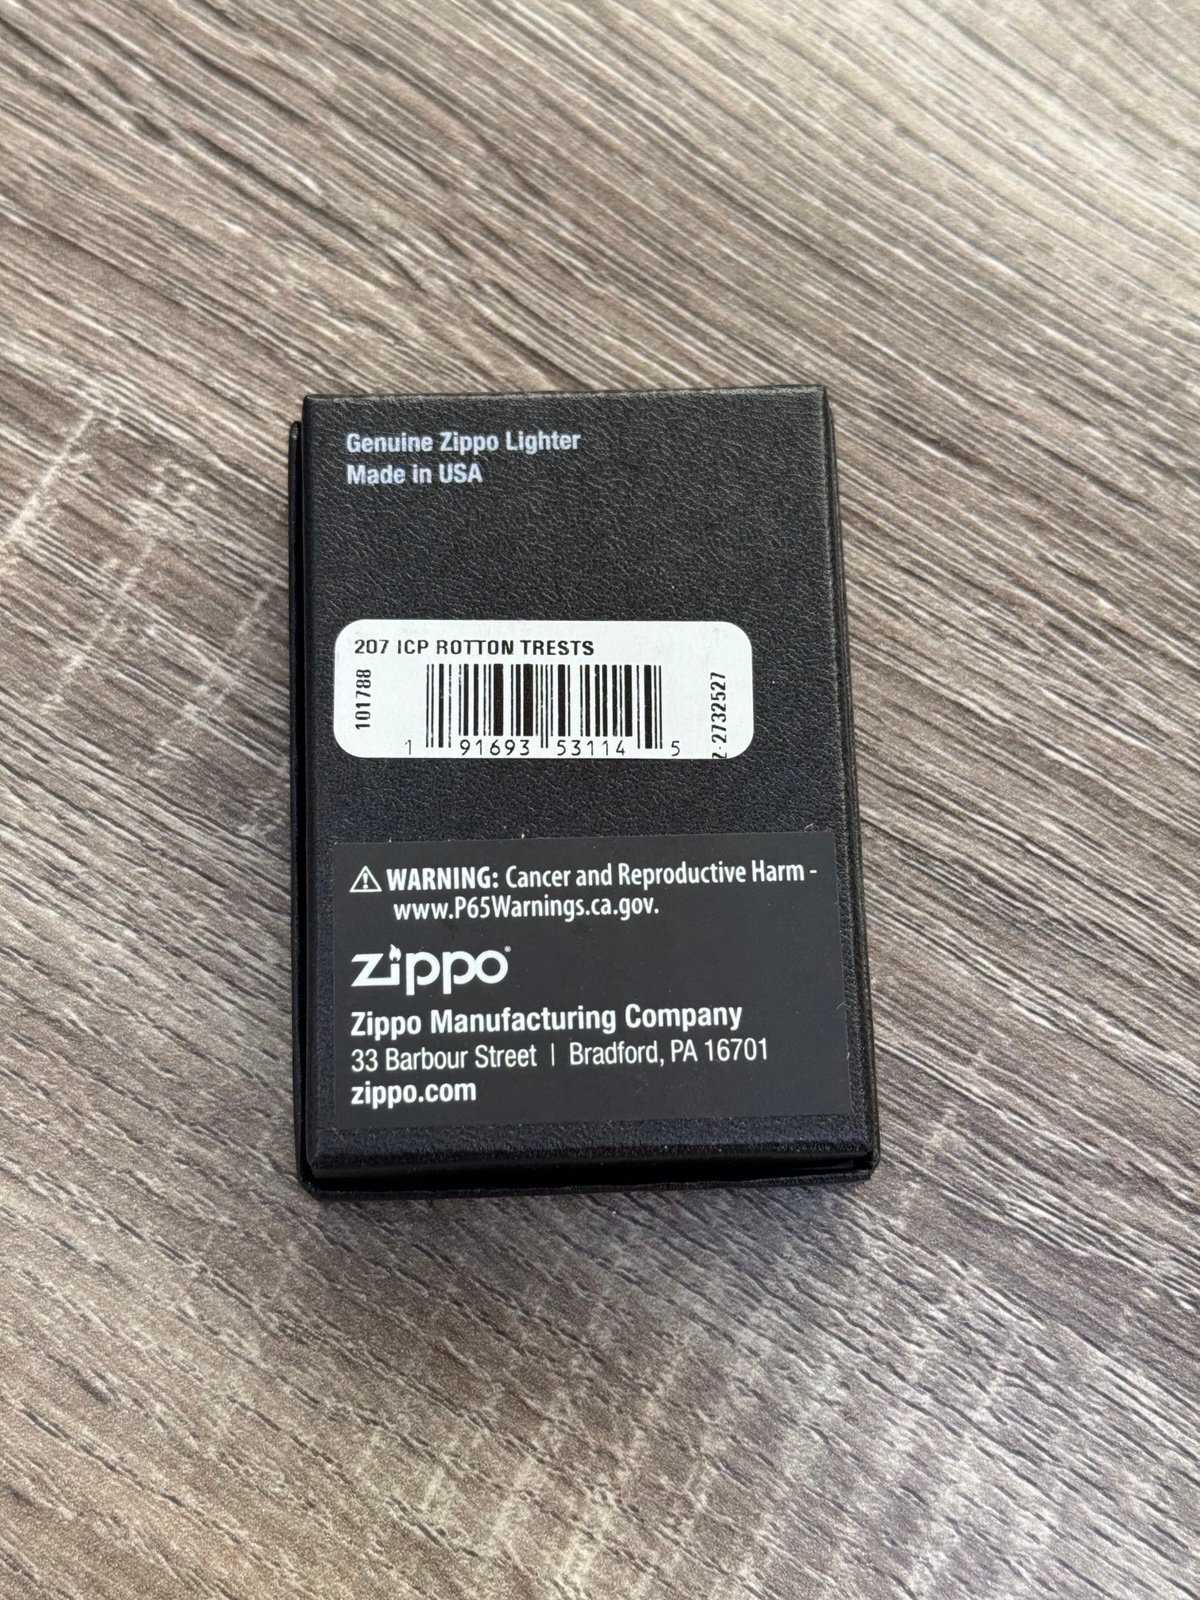 Genuine Zippo Lighter
Made in USA
207 ICP ROTTON TRESTS
101788
1 91693 53114 5
Z-2732527
⚠ WARNING: Cancer and Reproductive Harm -
www.P65Warnings.ca.gov.
zippo®
Zippo Manufacturing Company
33 Barbour Street | Bradford, PA 16701
zippo.com